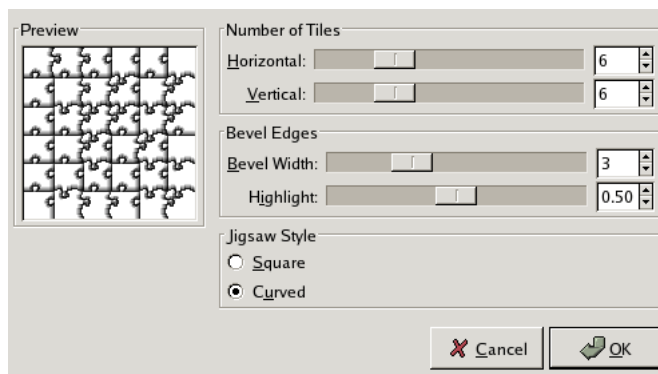 Preview
Number of Tiles
Horizontal: 6
Vertical: 6
Bevel Edges
Bevel Width: 3
Highlight: 0.50
Jigsaw Style
Square
Curved
Cancel OK